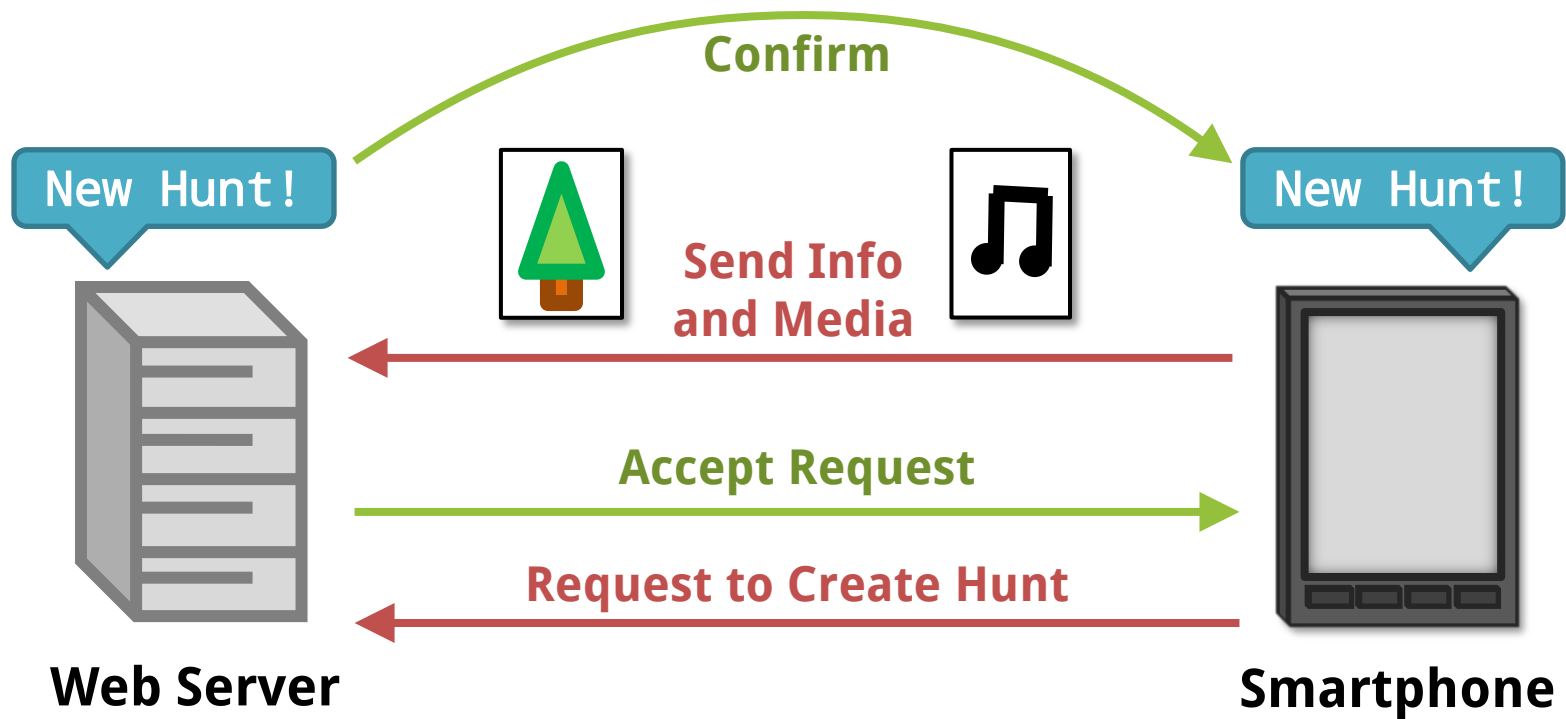 Confirm
New Hunt!
New Hunt!
Send Info
and Media
Accept Request
Request to Create Hunt
Web Server
Smartphone